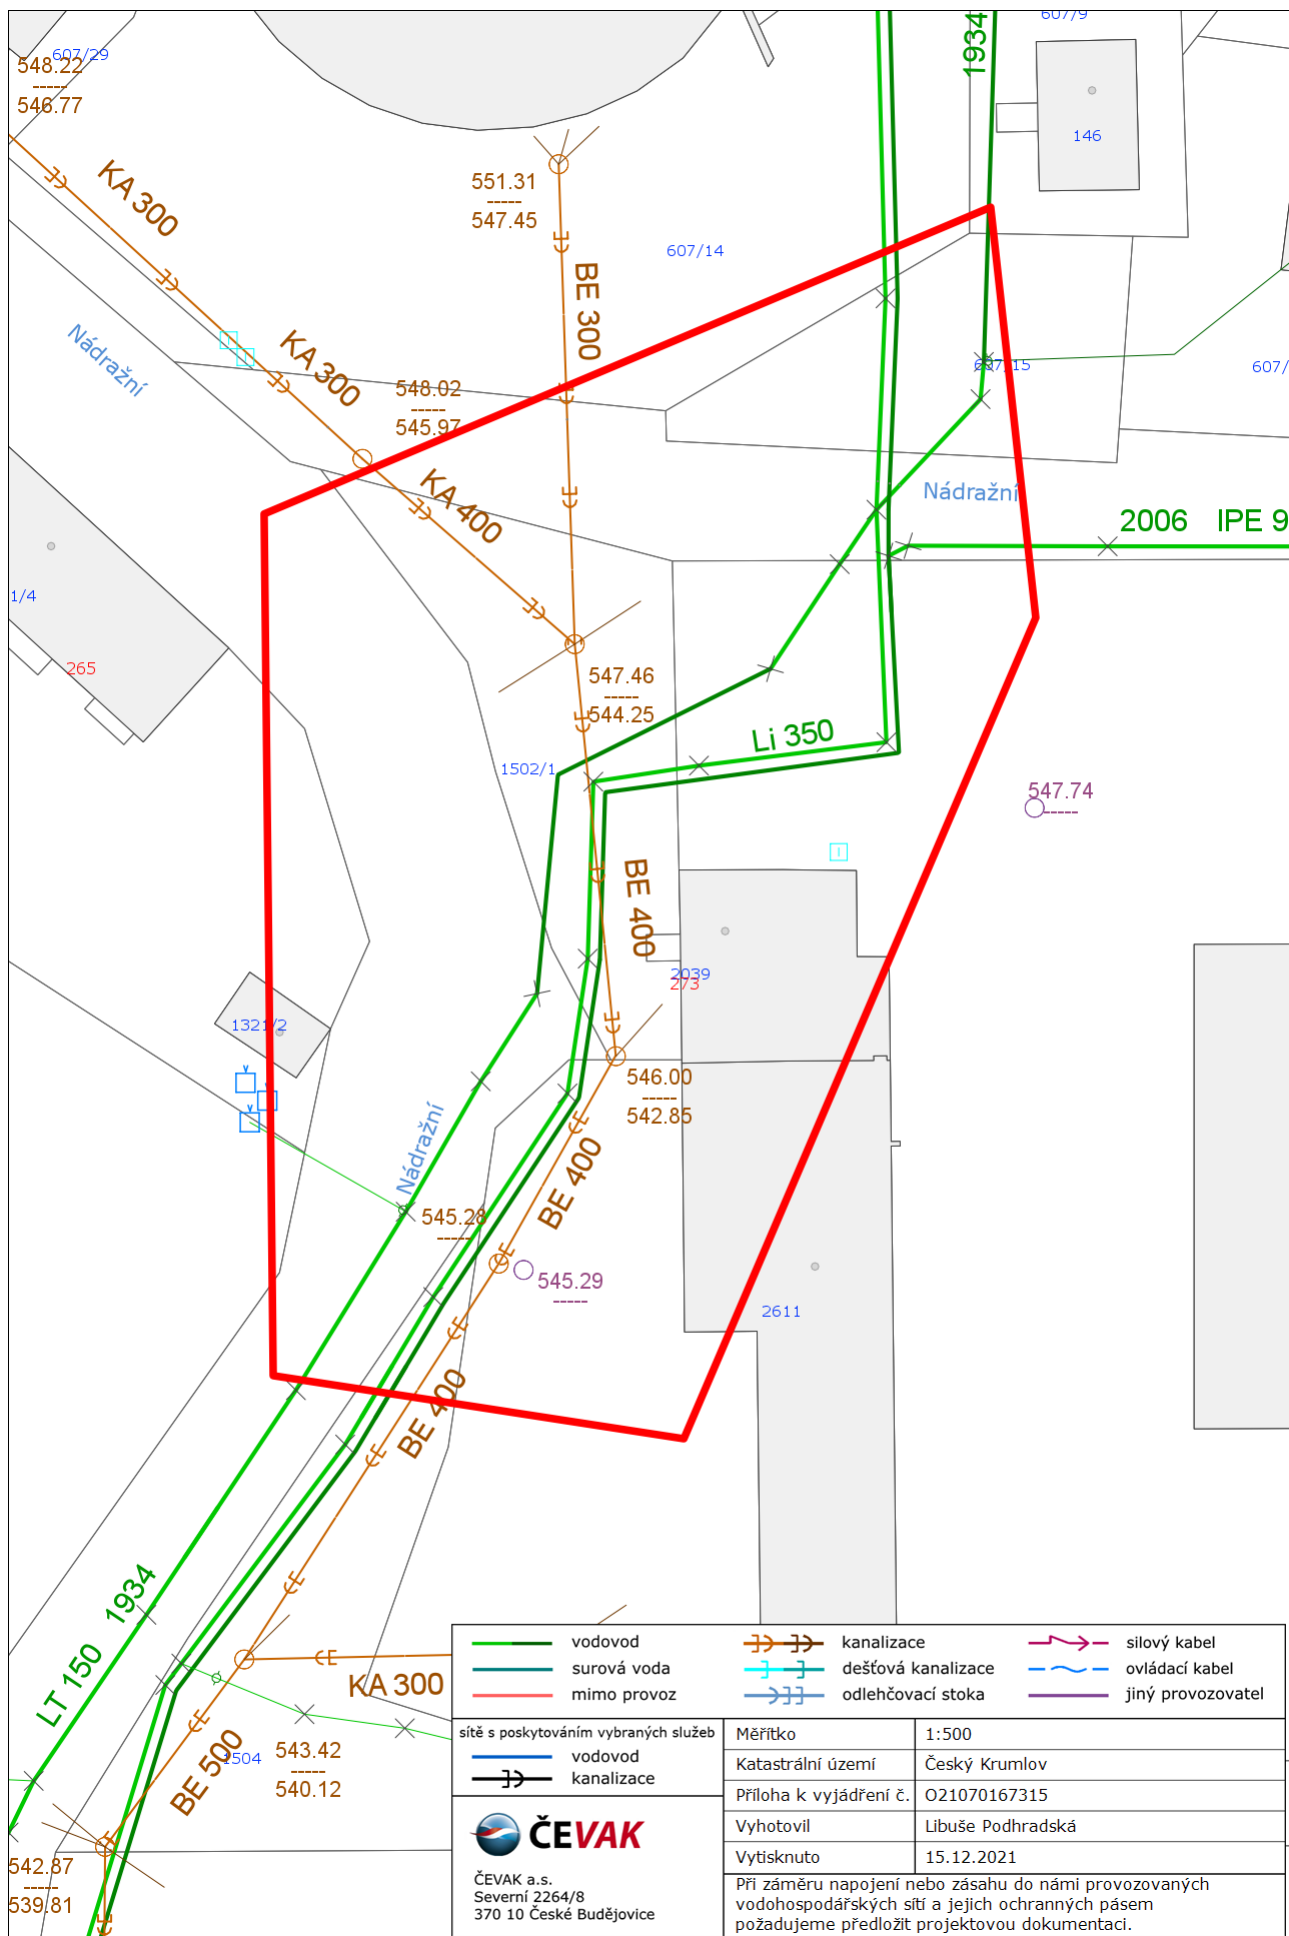 607/29
548.22
-----
546.77
1934
607/9
146
KA 300
551.31
-----
547.45
607/14
BE 300
Nádražní
KA 300
548.02
-----
545.97
607/15
607/
KA 400
Nádražní
2006 IPE 9
1/4
265
547.46
-----
544.25
Li 350
1502/1
547.74
-----
BE 400
2039
273
1321/2
546.00
-----
542.85
Nádražní
BE 400
545.28
-----
545.29
-----
2611
BE 400
LT 150 1934
KA 300
BE 500
1504
543.42
-----
540.12
542.87
-----
539.81
vodovod
kanalizace
silový kabel
surová voda
dešťová kanalizace
ovládací kabel
mimo provoz
odlehčovací stoka
jiný provozovatel
sítě s poskytováním vybraných služeb
vodovod
kanalizace
Měřítko 1:500
Katastrální území Český Krumlov
Příloha k vyjádření č. O21070167315
Vyhotovil Libuše Podhradská
Vytisknuto 15.12.2021
ČEVAK
ČEVAK a.s.
Severní 2264/8
370 10 České Budějovice
Při záměru napojení nebo zásahu do námi provozovaných
vodohospodářských sítí a jejich ochranných pásem
požadujeme předložit projektovou dokumentaci.